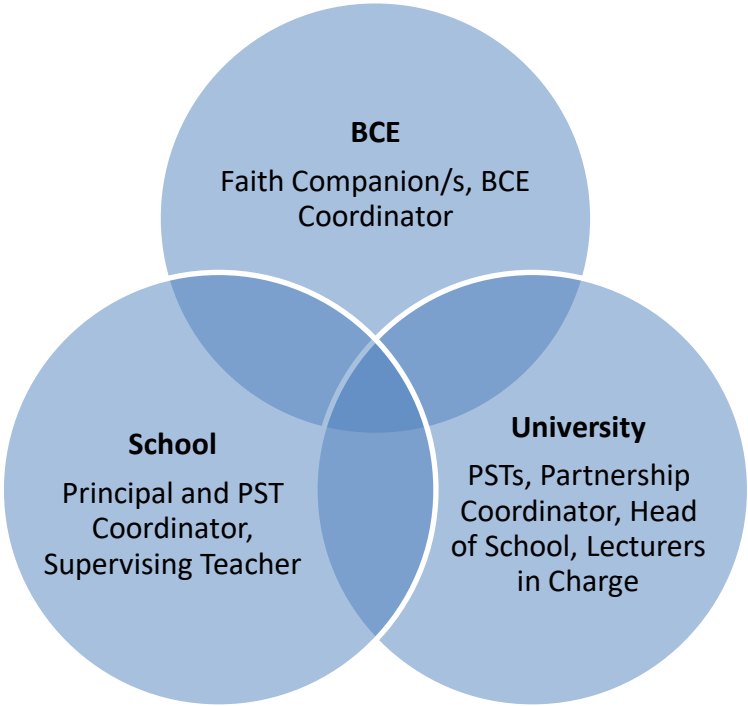 BCE
Faith Companion/s, BCE
Coordinator
School
Principal and PST
Coordinator,
Supervising Teacher
University
PSTs, Partnership
Coordinator, Head
of School, Lecturers
in Charge